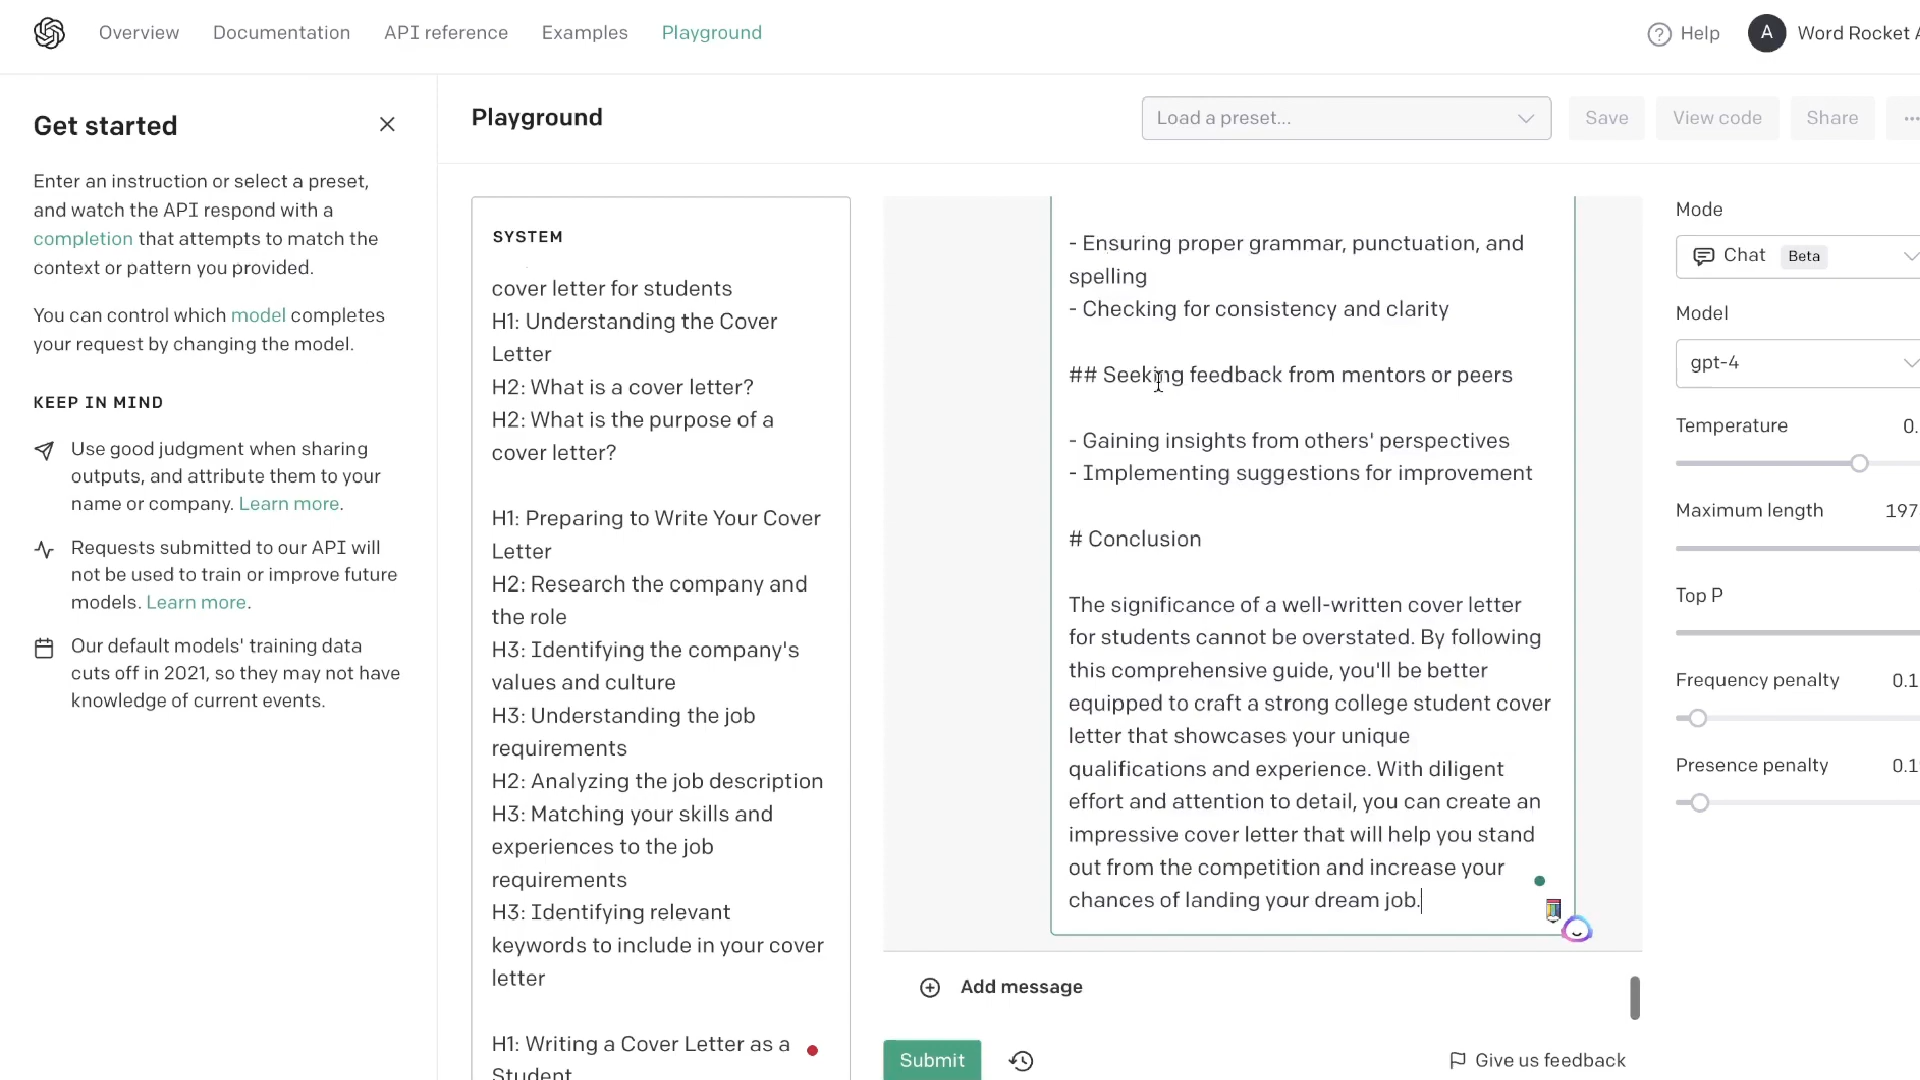 Overview Documentation API reference Examples Playground
Help A Word Rocket
Get started
Enter an instruction or select a preset,
and watch the API respond with a
completion that attempts to match the
context or pattern you provided.
You can control which model completes
your request by changing the model.
KEEP IN MIND
Use good judgment when sharing
outputs, and attribute them to your
name or company. Learn more.
Requests submitted to our API will
not be used to train or improve future
models. Learn more.
Our default models' training data
cuts off in 2021, so they may not have
knowledge of current events.
Playground
Load a preset...
Save
View code
Share
...
SYSTEM
cover letter for students
H1: Understanding the Cover
Letter
H2: What is a cover letter?
H2: What is the purpose of a
cover letter?
H1: Preparing to Write Your Cover
Letter
H2: Research the company and
the role
H3: Identifying the company's
values and culture
H3: Understanding the job
requirements
H2: Analyzing the job description
H3: Matching your skills and
experiences to the job
requirements
H3: Identifying relevant
keywords to include in your cover
letter
H1: Writing a Cover Letter as a
Student
- Ensuring proper grammar, punctuation, and
spelling
- Checking for consistency and clarity
## Seeking feedback from mentors or peers
- Gaining insights from others' perspectives
- Implementing suggestions for improvement
# Conclusion
The significance of a well-written cover letter
for students cannot be overstated. By following
this comprehensive guide, you'll be better
equipped to craft a strong college student cover
letter that showcases your unique
qualifications and experience. With diligent
effort and attention to detail, you can create an
impressive cover letter that will help you stand
out from the competition and increase your
chances of landing your dream job.
Add message
Submit
Give us feedback
Mode
Chat Beta
Model
gpt-4
Temperature 0.
Maximum length 197
Top P
Frequency penalty 0.1
Presence penalty 0.1